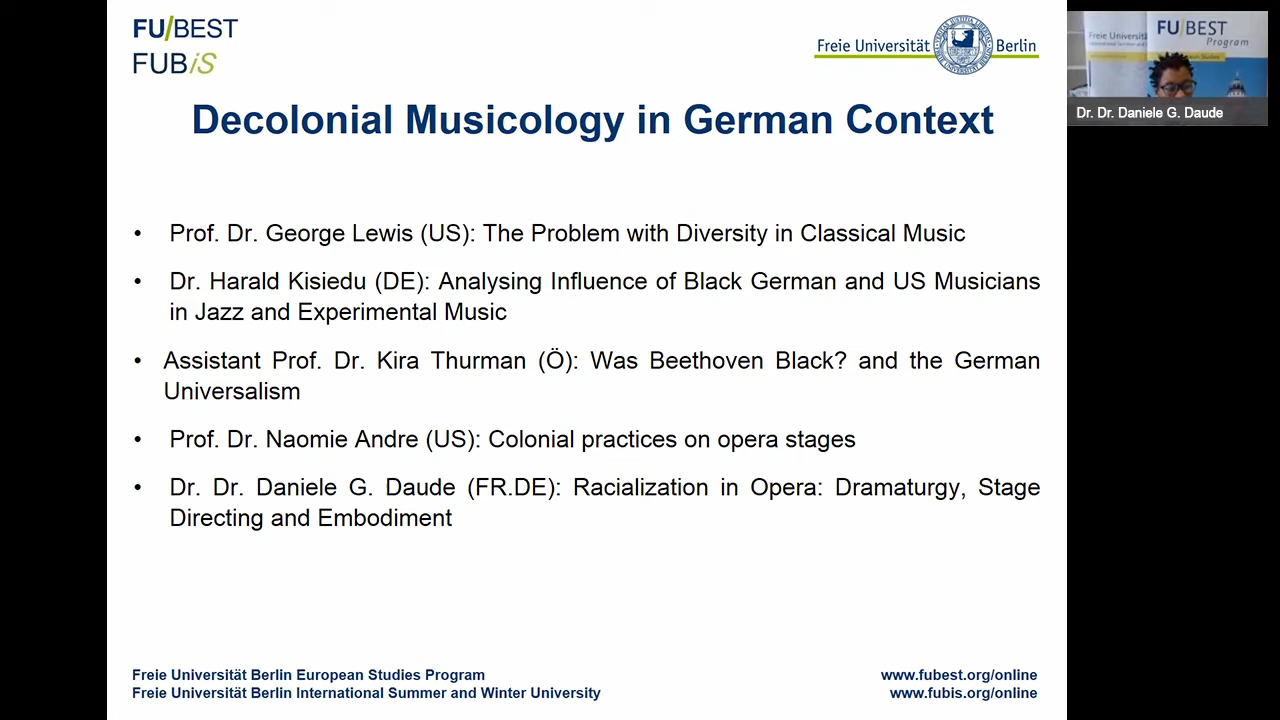 FU/BEST
FUBiS
Freie Universität Berlin
Decolonial Musicology in German Context
• Prof. Dr. George Lewis (US): The Problem with Diversity in Classical Music
• Dr. Harald Kisiedu (DE): Analysing Influence of Black German and US Musicians
in Jazz and Experimental Music
• Assistant Prof. Dr. Kira Thurman (Ö): Was Beethoven Black? and the German
Universalism
• Prof. Dr. Naomie Andre (US): Colonial practices on opera stages
• Dr. Dr. Daniele G. Daude (FR.DE): Racialization in Opera: Dramaturgy, Stage
Directing and Embodiment
Freie Universität Berlin European Studies Program
Freie Universität Berlin International Summer and Winter University
www.fubest.org/online
www.fubis.org/online
FU/BEST
Program
Freie
Dr. Dr. Daniele G. Daude